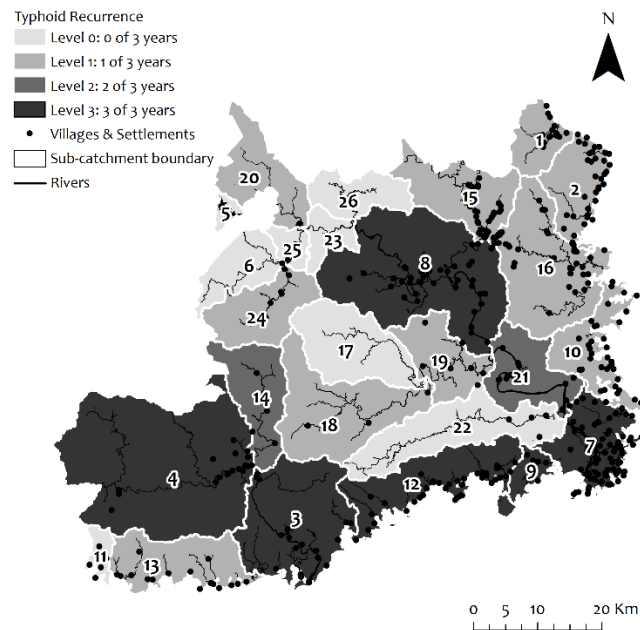 Typhoid Recurrence
Level 0: 0 of 3 years
Level 1: 1 of 3 years
Level 2: 2 of 3 years
Level 3: 3 of 3 years
Villages & Settlements
Sub-catchment boundary
Rivers
N
1
20
2
15
26
5
23
25
8
6
16
24
17
19
10
21
14
18
22
7
9
4
12
3
11
13
0 5 10 20 Km